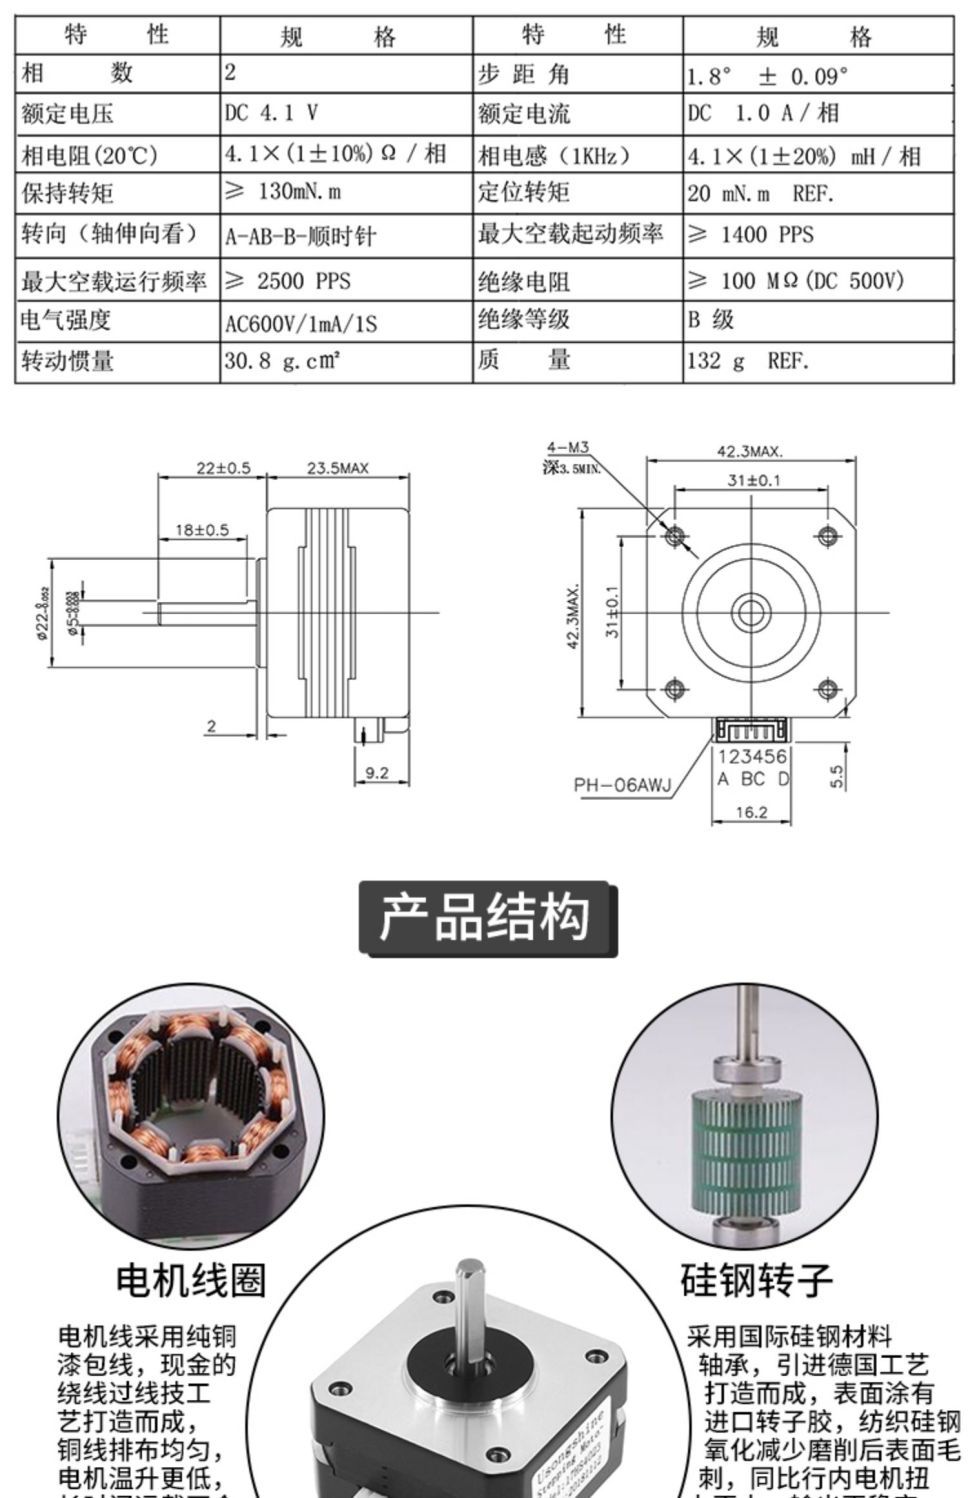 特 性 规 格 特 性 规 格
相 数 2 步 距 角 1.8° ± 0.09°
额定电压 DC 4.1 V 额定电流 DC 1.0 A / 相
相电阻(20℃) 4.1×(1±10%) Ω / 相 相电感（1KHz） 4.1×(1±20%) mH / 相
保持转矩 ≥ 130mN.m 定位转矩 20 mN.m REF.
转向（轴伸向看） A-AB-B-顺时针 最大空载起动频率 ≥ 1400 PPS
最大空载运行频率 ≥ 2500 PPS 绝缘电阻 ≥ 100 MΩ(DC 500V)
电气强度 AC600V/1mA/1S 绝缘等级 B 级
转动惯量 30.8 g.cm² 质 量 132 g REF.
22±0.5 23.5MAX
18±0.5
ø22-0.052
ø5
2
9.2
4-M3
深3.5MIN.
42.3MAX.
31±0.1
42.3MAX.
31±0.1
123456
A BC D
PH-06AWJ
16.2
5.5
产品结构
电机线圈
电机线采用纯铜
漆包线，现金的
绕线过线技工
艺打造而成，
铜线排布均匀，
电机温升更低，
硅钢转子
采用国际硅钢材料
轴承，引进德国工艺
打造而成，表面涂有
进口转子胶，纺织硅钢
氧化减少磨削后表面毛
刺，同比行内电机扭
Usongshine
Stepping Motor
17HS4023